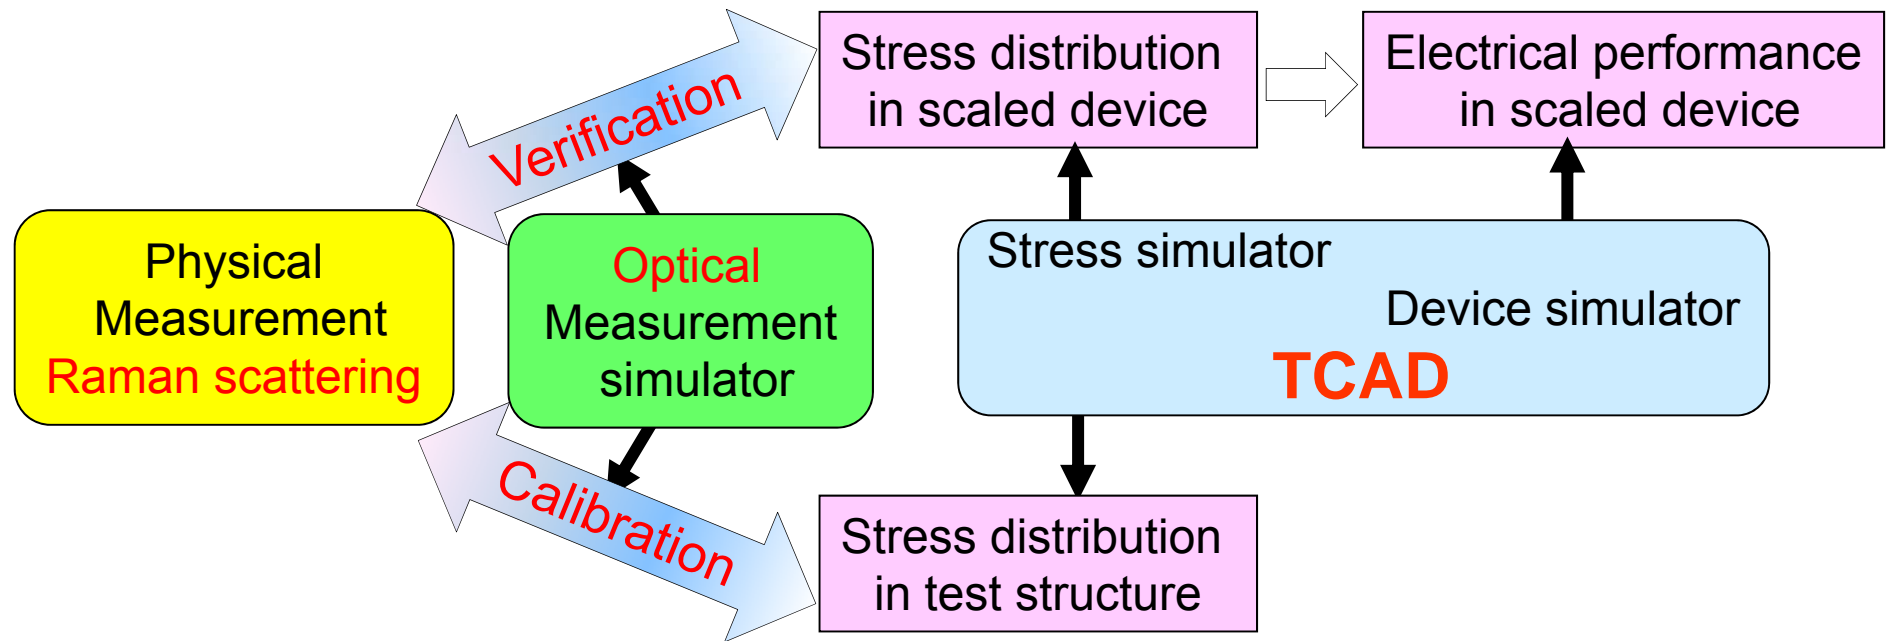 Verification
Stress distribution
in scaled device
Electrical performance
in scaled device
Physical
Measurement
Raman scattering
Optical
Measurement
simulator
Stress simulator
Device simulator
TCAD
Calibration
Stress distribution
in test structure